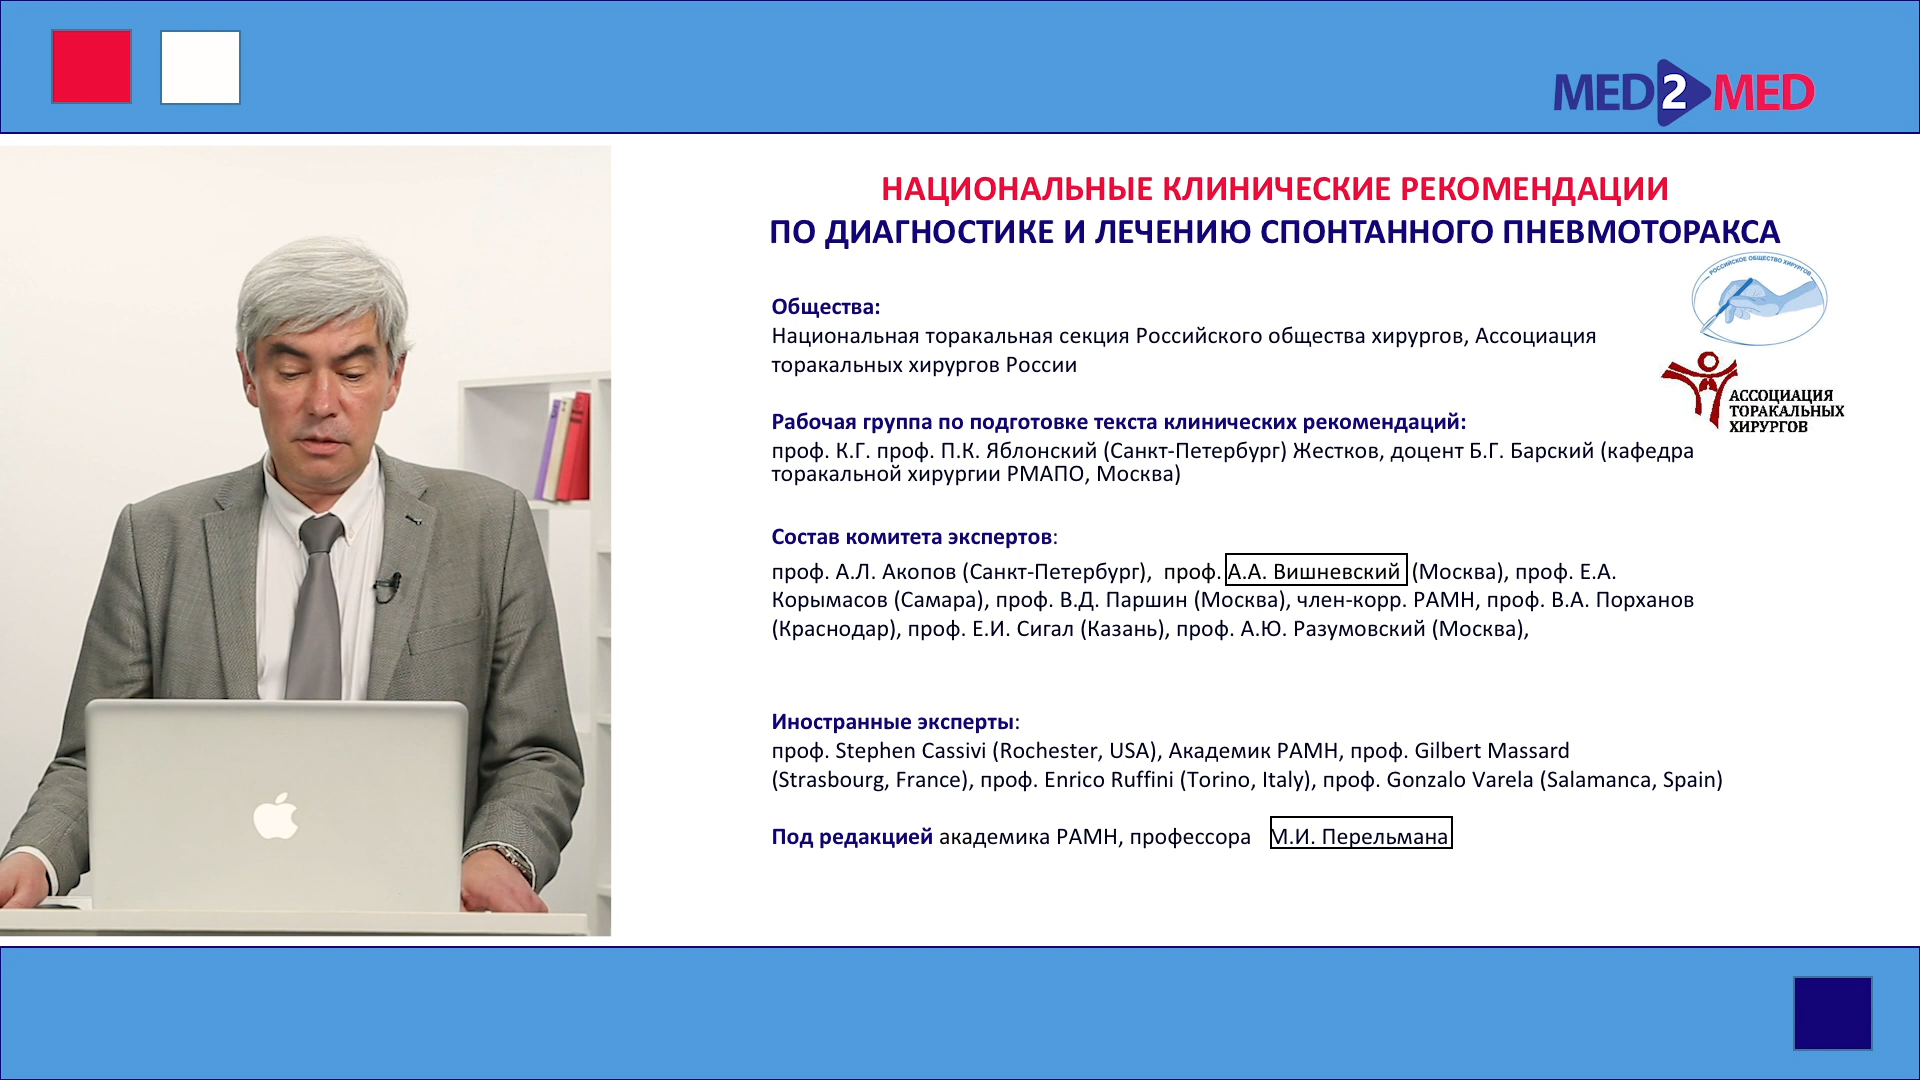 MED2MED
НАЦИОНАЛЬНЫЕ КЛИНИЧЕСКИЕ РЕКОМЕНДАЦИИ
ПО ДИАГНОСТИКЕ И ЛЕЧЕНИЮ СПОНТАННОГО ПНЕВМОТОРАКСА
РОССИЙСКОЕ ОБЩЕСТВО ХИРУРГОВ
Общества:
Национальная торакальная секция Российского общества хирургов, Ассоциация
торакальных хирургов России
АССОЦИАЦИЯ
ТОРАКАЛЬНЫХ
ХИРУРГОВ
Рабочая группа по подготовке текста клинических рекомендаций:
проф. К.Г. проф. П.К. Яблонский (Санкт-Петербург) Жестков, доцент Б.Г. Барский (кафедра
торакальной хирургии РМАПО, Москва)
Состав комитета экспертов:
проф. А.Л. Акопов (Санкт-Петербург), проф. А.А. Вишневский (Москва), проф. Е.А.
Корымасов (Самара), проф. В.Д. Паршин (Москва), член-корр. РАМН, проф. В.А. Порханов
(Краснодар), проф. Е.И. Сигал (Казань), проф. А.Ю. Разумовский (Москва),
Иностранные эксперты:
проф. Stephen Cassivi (Rochester, USA), Академик РАМН, проф. Gilbert Massard
(Strasbourg, France), проф. Enrico Ruffini (Torino, Italy), проф. Gonzalo Varela (Salamanca, Spain)
Под редакцией академика РАМН, профессора М.И. Перельмана